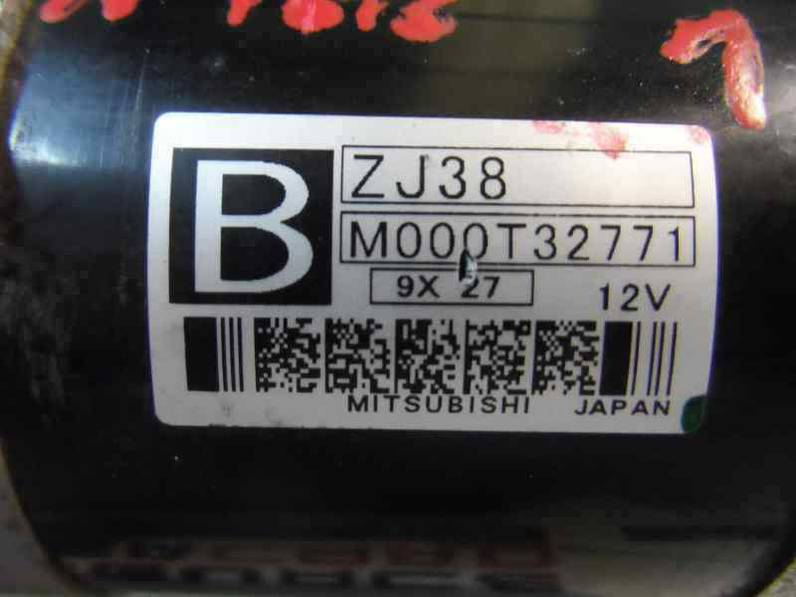 B
ZJ38
M000T32771
9X 27
12V
MITSUBISHI JAPAN